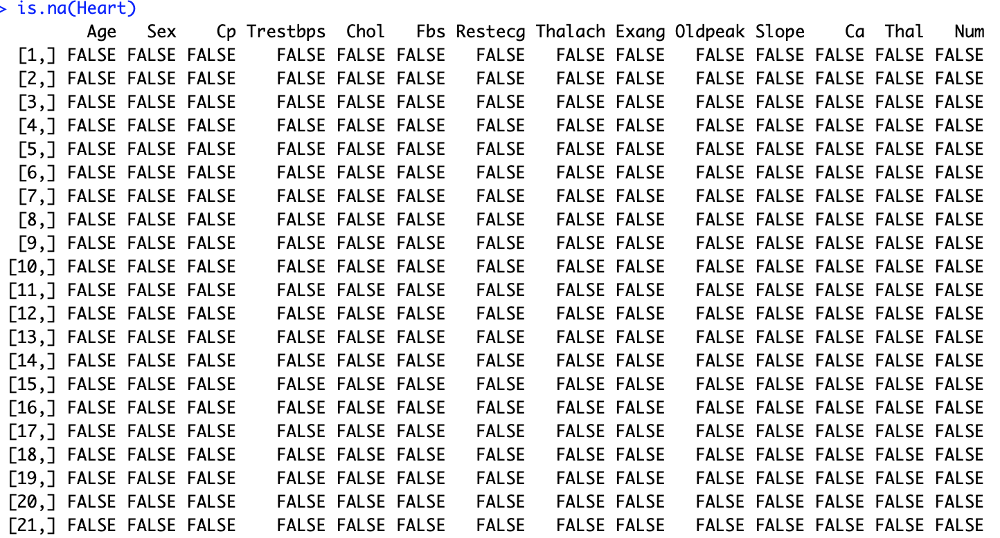 > is.na(Heart)
Age Sex Cp Trestbps Chol Fbs Restecg Thalach Exang Oldpeak Slope Ca Thal Num
[1,] FALSE FALSE FALSE FALSE FALSE FALSE FALSE FALSE FALSE FALSE FALSE FALSE FALSE FALSE
[2,] FALSE FALSE FALSE FALSE FALSE FALSE FALSE FALSE FALSE FALSE FALSE FALSE FALSE FALSE
[3,] FALSE FALSE FALSE FALSE FALSE FALSE FALSE FALSE FALSE FALSE FALSE FALSE FALSE FALSE
[4,] FALSE FALSE FALSE FALSE FALSE FALSE FALSE FALSE FALSE FALSE FALSE FALSE FALSE FALSE
[5,] FALSE FALSE FALSE FALSE FALSE FALSE FALSE FALSE FALSE FALSE FALSE FALSE FALSE FALSE
[6,] FALSE FALSE FALSE FALSE FALSE FALSE FALSE FALSE FALSE FALSE FALSE FALSE FALSE FALSE
[7,] FALSE FALSE FALSE FALSE FALSE FALSE FALSE FALSE FALSE FALSE FALSE FALSE FALSE FALSE
[8,] FALSE FALSE FALSE FALSE FALSE FALSE FALSE FALSE FALSE FALSE FALSE FALSE FALSE FALSE
[9,] FALSE FALSE FALSE FALSE FALSE FALSE FALSE FALSE FALSE FALSE FALSE FALSE FALSE FALSE
[10,] FALSE FALSE FALSE FALSE FALSE FALSE FALSE FALSE FALSE FALSE FALSE FALSE FALSE FALSE
[11,] FALSE FALSE FALSE FALSE FALSE FALSE FALSE FALSE FALSE FALSE FALSE FALSE FALSE FALSE
[12,] FALSE FALSE FALSE FALSE FALSE FALSE FALSE FALSE FALSE FALSE FALSE FALSE FALSE FALSE
[13,] FALSE FALSE FALSE FALSE FALSE FALSE FALSE FALSE FALSE FALSE FALSE FALSE FALSE FALSE
[14,] FALSE FALSE FALSE FALSE FALSE FALSE FALSE FALSE FALSE FALSE FALSE FALSE FALSE FALSE
[15,] FALSE FALSE FALSE FALSE FALSE FALSE FALSE FALSE FALSE FALSE FALSE FALSE FALSE FALSE
[16,] FALSE FALSE FALSE FALSE FALSE FALSE FALSE FALSE FALSE FALSE FALSE FALSE FALSE FALSE
[17,] FALSE FALSE FALSE FALSE FALSE FALSE FALSE FALSE FALSE FALSE FALSE FALSE FALSE FALSE
[18,] FALSE FALSE FALSE FALSE FALSE FALSE FALSE FALSE FALSE FALSE FALSE FALSE FALSE FALSE
[19,] FALSE FALSE FALSE FALSE FALSE FALSE FALSE FALSE FALSE FALSE FALSE FALSE FALSE FALSE
[20,] FALSE FALSE FALSE FALSE FALSE FALSE FALSE FALSE FALSE FALSE FALSE FALSE FALSE FALSE
[21,] FALSE FALSE FALSE FALSE FALSE FALSE FALSE FALSE FALSE FALSE FALSE FALSE FALSE FALSE